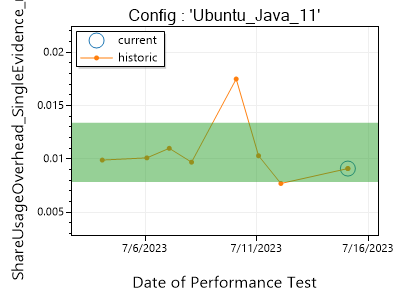 Config : 'Ubuntu_Java_11'
ShareUsageOverhead_SingleEvidence_
current
historic
0.02
0.015
0.01
0.005
7/6/2023
7/11/2023
7/16/2023
Date of Performance Test